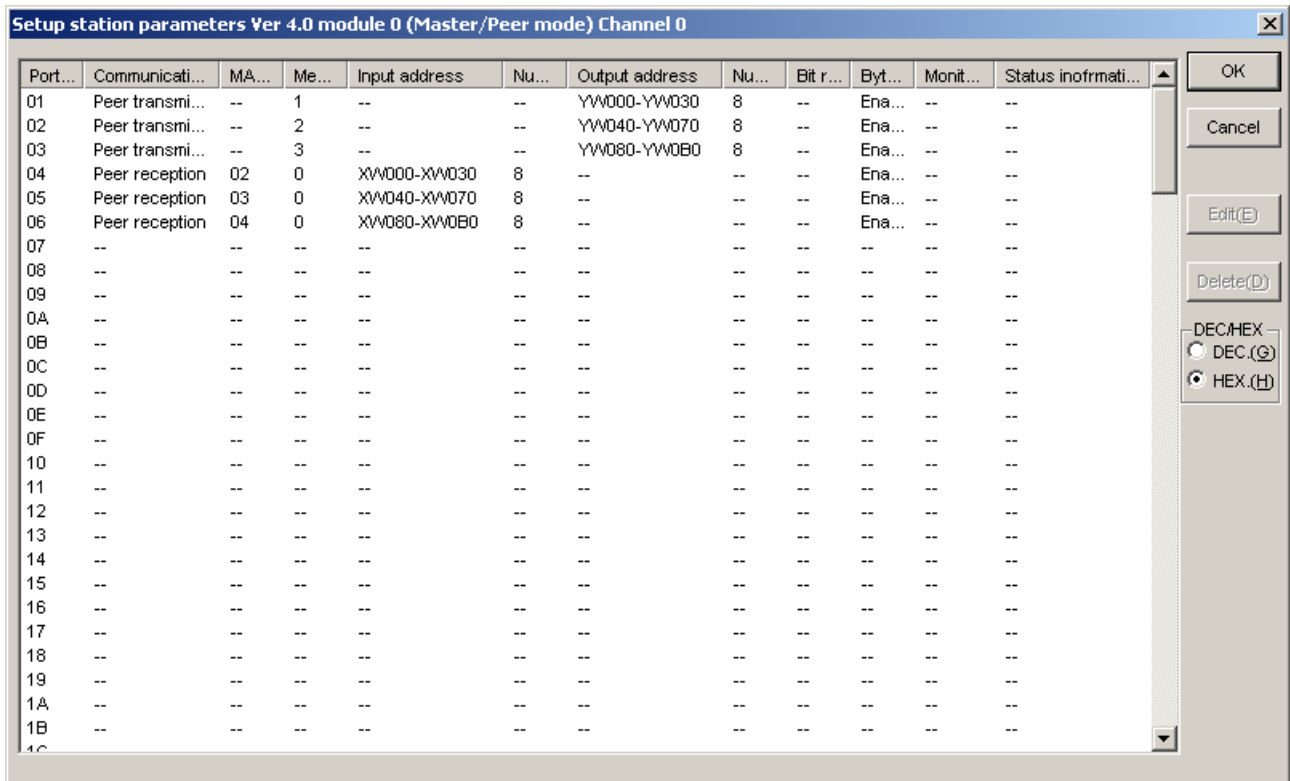 Setup station parameters Ver 4.0 module 0 (Master/Peer mode) Channel 0
Port... Communicati... MA... Me... Input address Nu... Output address Nu... Bit r... Byt... Monit... Status inofrmati...
01 Peer transmi... -- 1 -- -- YW000-YW030 8 -- Ena... -- --
02 Peer transmi... -- 2 -- -- YW040-YW070 8 -- Ena... -- --
03 Peer transmi... -- 3 -- -- YW080-YW0B0 8 -- Ena... -- --
04 Peer reception 02 0 XW000-XW030 8 -- -- -- Ena... -- --
05 Peer reception 03 0 XW040-XW070 8 -- -- -- Ena... -- --
06 Peer reception 04 0 XW080-XW0B0 8 -- -- -- Ena... -- --
07 -- -- -- -- -- -- -- -- -- -- --
08 -- -- -- -- -- -- -- -- -- -- --
09 -- -- -- -- -- -- -- -- -- -- --
0A -- -- -- -- -- -- -- -- -- -- --
0B -- -- -- -- -- -- -- -- -- -- --
0C -- -- -- -- -- -- -- -- -- -- --
0D -- -- -- -- -- -- -- -- -- -- --
0E -- -- -- -- -- -- -- -- -- -- --
0F -- -- -- -- -- -- -- -- -- -- --
10 -- -- -- -- -- -- -- -- -- -- --
11 -- -- -- -- -- -- -- -- -- -- --
12 -- -- -- -- -- -- -- -- -- -- --
13 -- -- -- -- -- -- -- -- -- -- --
14 -- -- -- -- -- -- -- -- -- -- --
15 -- -- -- -- -- -- -- -- -- -- --
16 -- -- -- -- -- -- -- -- -- -- --
17 -- -- -- -- -- -- -- -- -- -- --
18 -- -- -- -- -- -- -- -- -- -- --
19 -- -- -- -- -- -- -- -- -- -- --
1A -- -- -- -- -- -- -- -- -- -- --
1B -- -- -- -- -- -- -- -- -- -- --
OK
Cancel
Edit(E)
Delete(D)
DEC/HEX
DEC.(G)
HEX.(H)